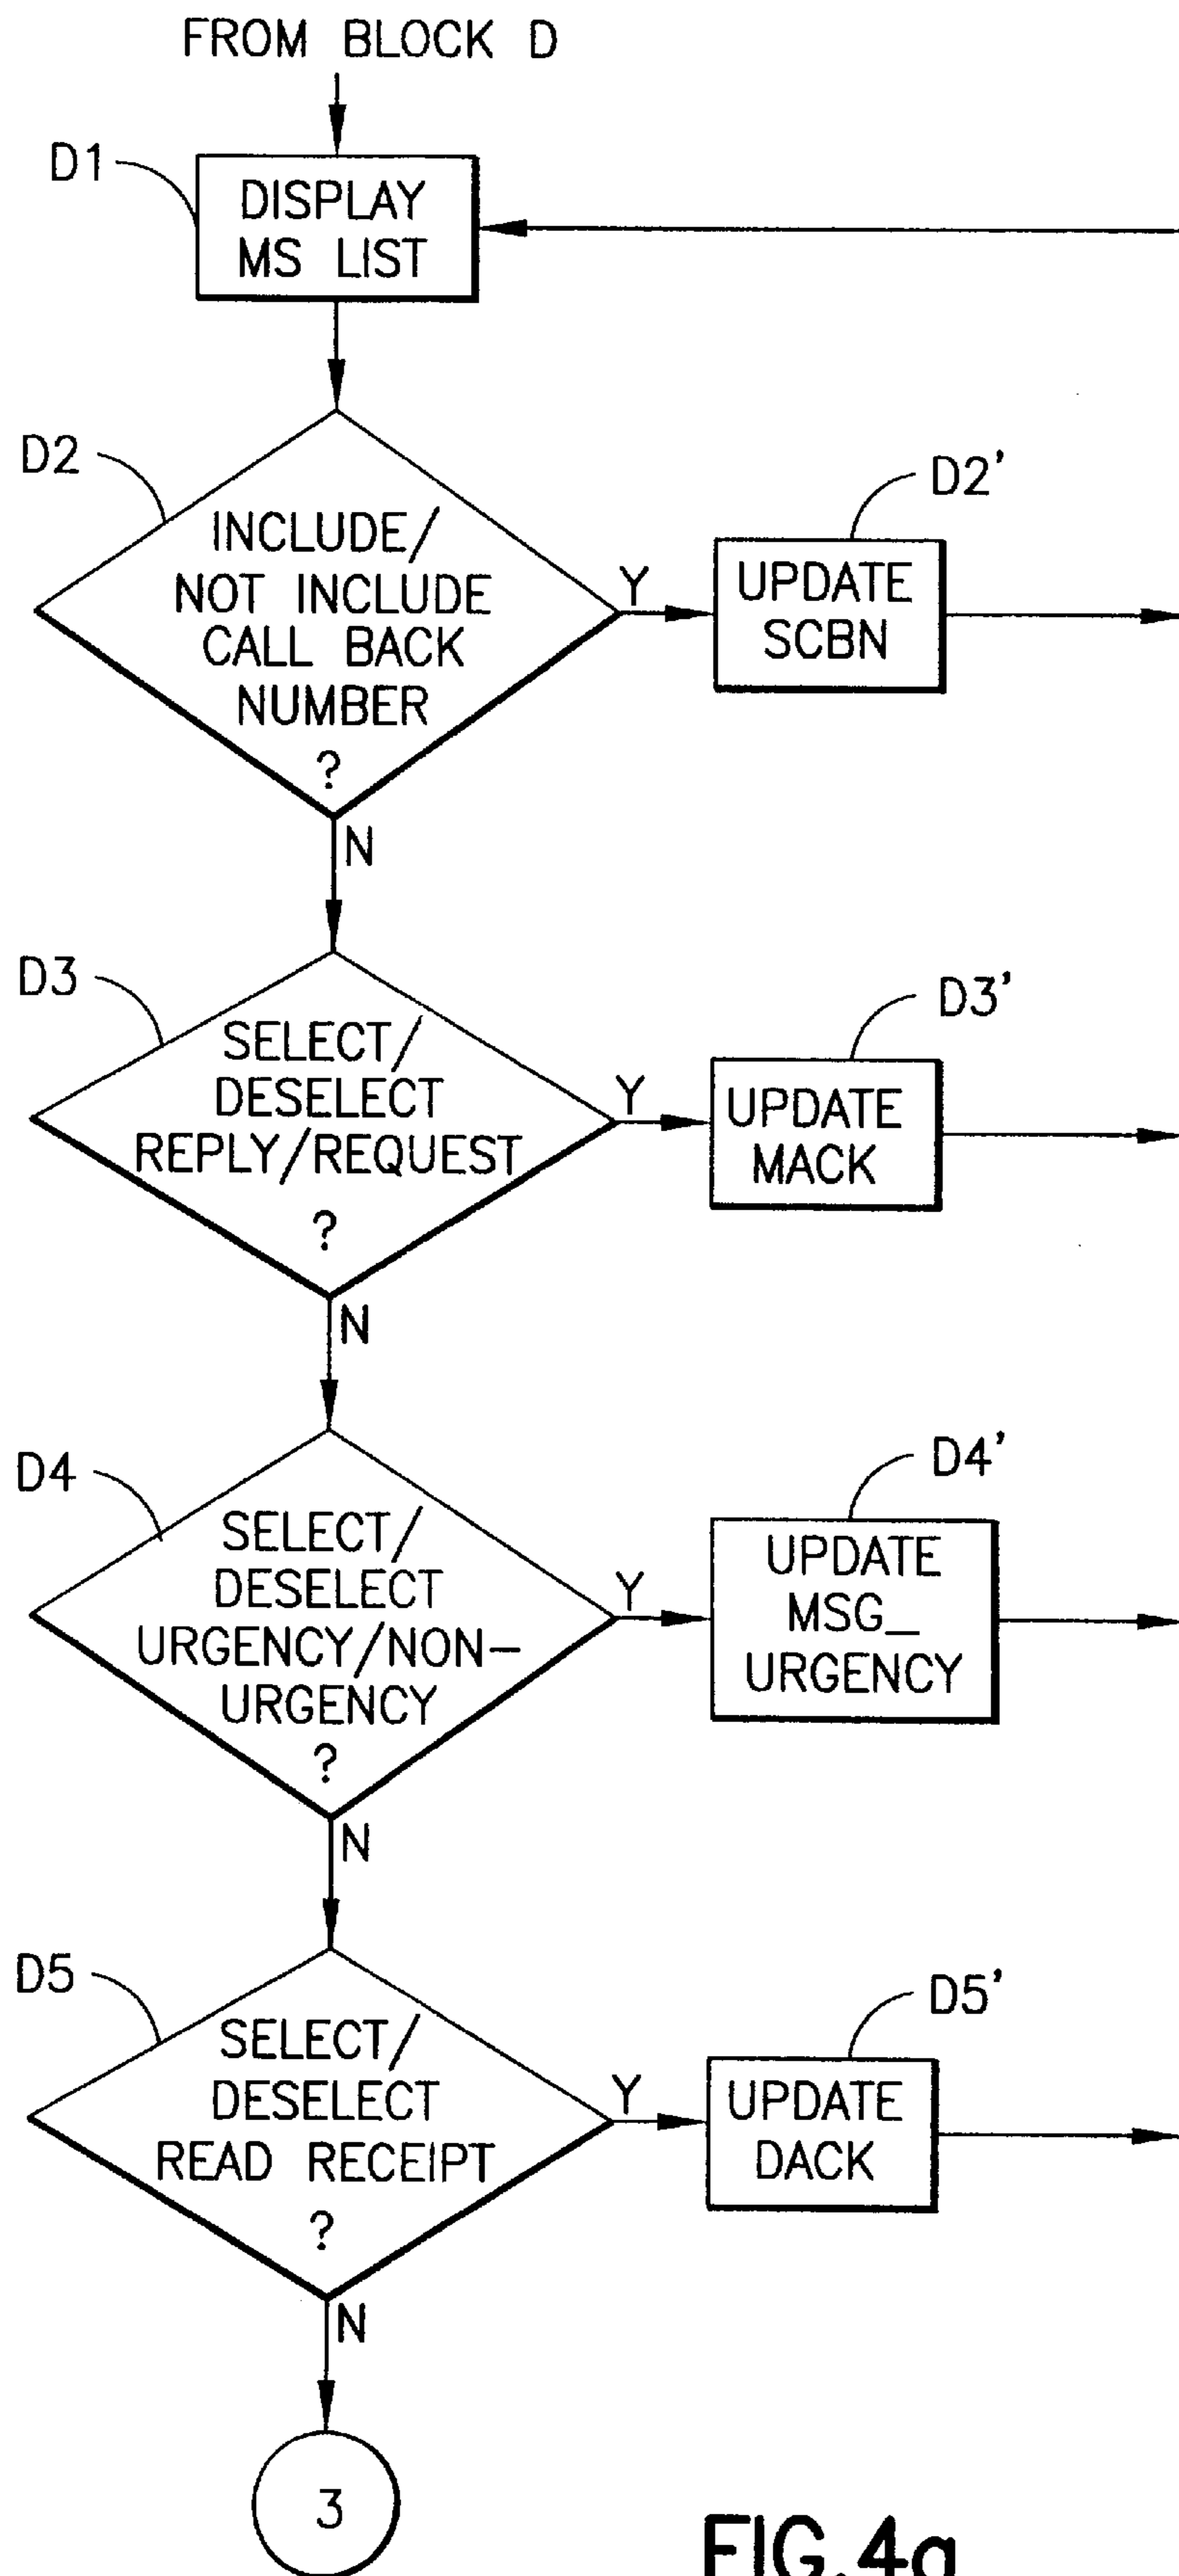 FROM BLOCK D
D1
DISPLAY
MS LIST
D2
INCLUDE/
NOT INCLUDE
CALL BACK
NUMBER
?
Y
D2'
UPDATE
SCBN
N
D3
SELECT/
DESELECT
REPLY/REQUEST
?
Y
D3'
UPDATE
MACK
N
D4
SELECT/
DESELECT
URGENCY/NON-
URGENCY
?
Y
D4'
UPDATE
MSG_
URGENCY
N
D5
SELECT/
DESELECT
READ RECEIPT
?
Y
D5'
UPDATE
DACK
N
3
FIG.4a